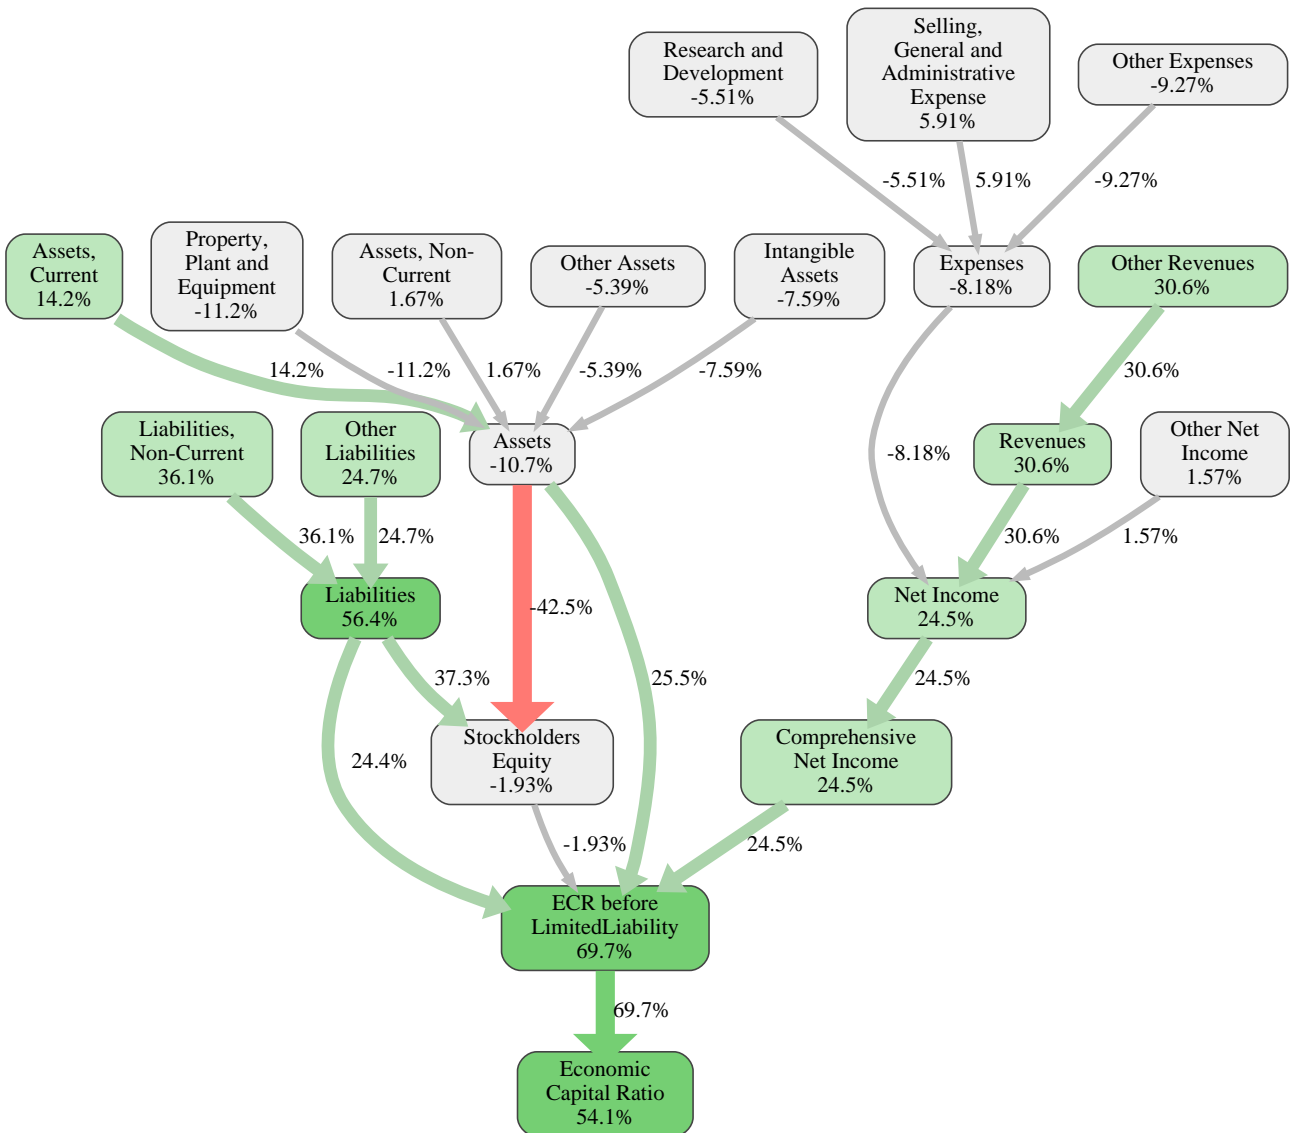 Research and
Development
-5.51%
Selling,
General and
Administrative
Expense
5.91%
Other Expenses
-9.27%
-5.51%
5.91%
-9.27%
Assets,
Current
14.2%
Property,
Plant and
Equipment
-11.2%
Assets, Non-
Current
1.67%
Other Assets
-5.39%
Intangible
Assets
-7.59%
Expenses
-8.18%
Other Revenues
30.6%
14.2%
-11.2%
1.67%
-5.39%
-7.59%
30.6%
Liabilities,
Non-Current
36.1%
Other
Liabilities
24.7%
Assets
-10.7%
-8.18%
Revenues
30.6%
Other Net
Income
1.57%
36.1%
24.7%
30.6%
1.57%
Liabilities
56.4%
-42.5%
Net Income
24.5%
37.3%
25.5%
24.5%
24.4%
Stockholders
Equity
-1.93%
Comprehensive
Net Income
24.5%
-1.93%
24.5%
ECR before
LimitedLiability
69.7%
69.7%
Economic
Capital Ratio
54.1%